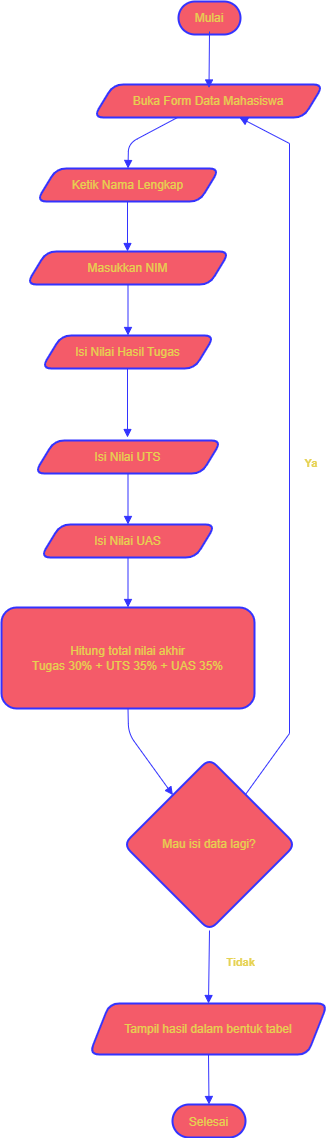 Mulai
Buka Form Data Mahasiswa
Ketik Nama Lengkap
Masukkan NIM
Isi Nilai Hasil Tugas
Isi Nilai UTS
Ya
Isi Nilai UAS
Hitung total nilai akhir
Tugas 30% + UTS 35% + UAS 35%
Mau isi data lagi?
Tidak
Tampil hasil dalam bentuk tabel
Selesai